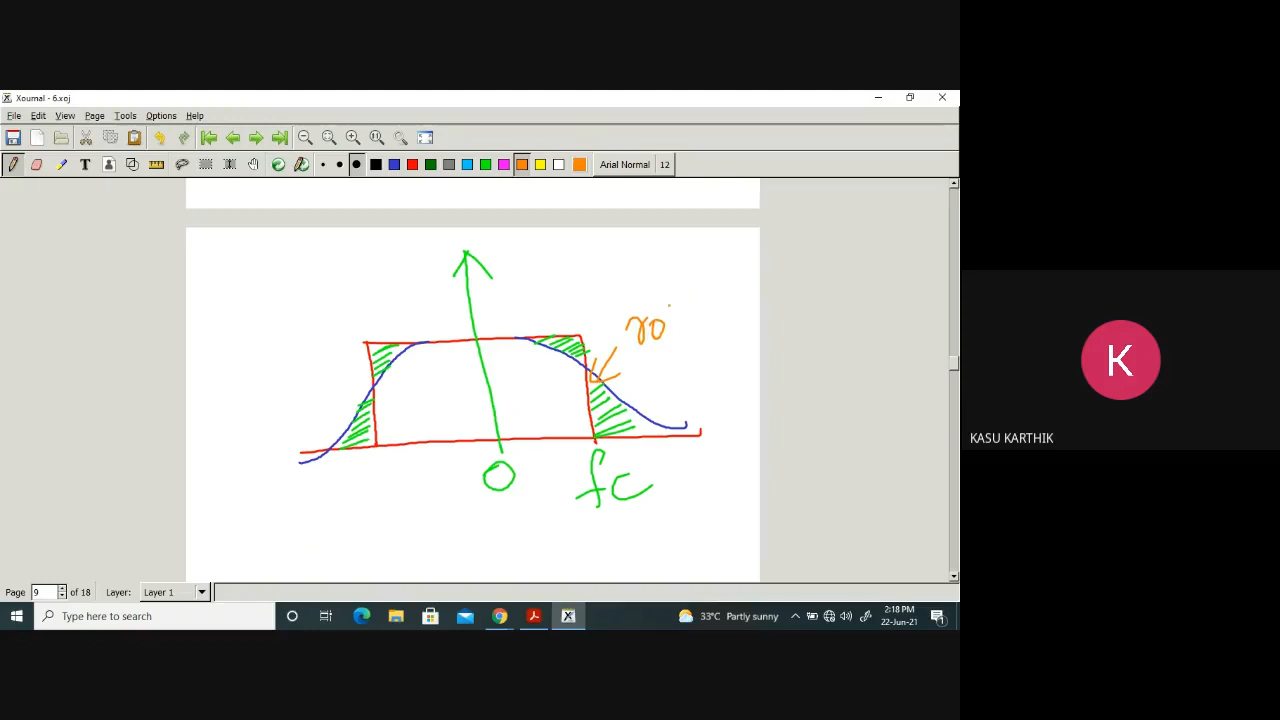 Xournal - 6.xoj
File Edit View Page Tools Options Help
Arial Normal 12
0
fc
Page 9 of 18 Layer: Layer 1
Type here to search
33°C Partly sunny
2:18 PM
22-Jun-21
K
KASU KARTHIK